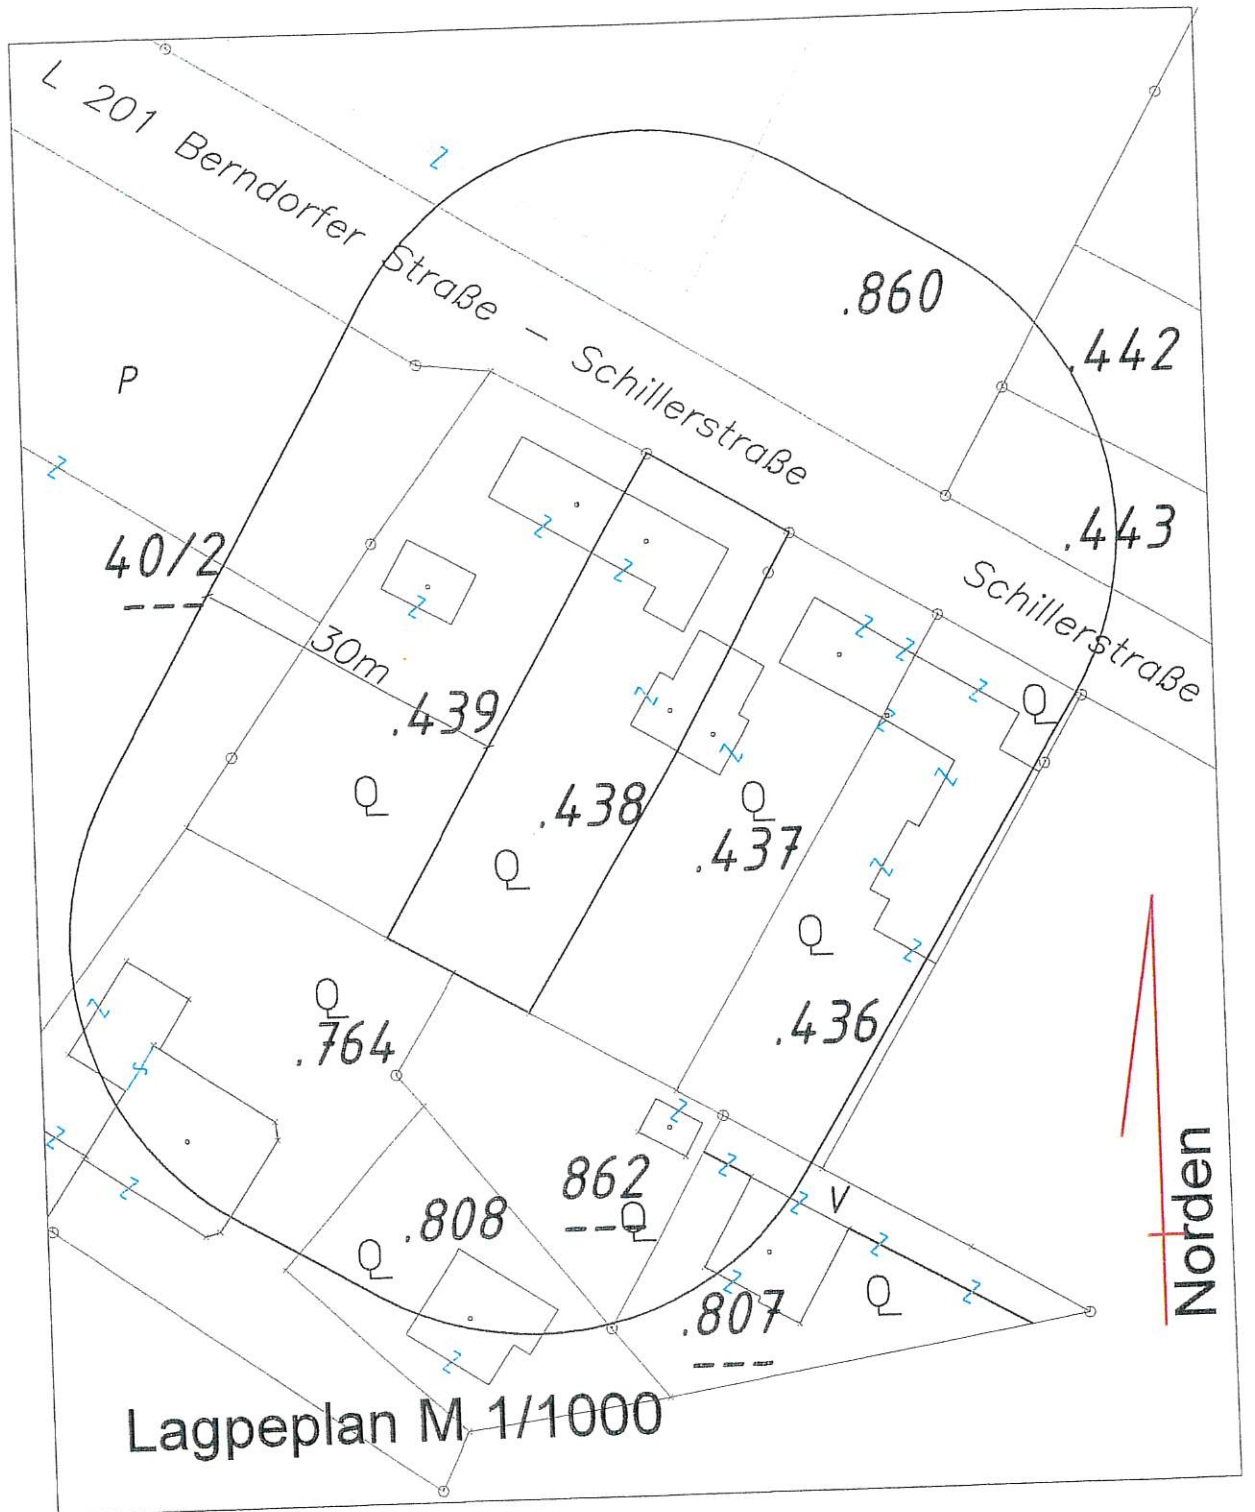 L 201 Berndorfer Straße – Schillerstraße
.860
.442
P
.443
40/2
Schillerstraße
30m
.439
.438
.437
.436
.764
862
.808
V
.807
Norden
Lagpeplan M 1/1000